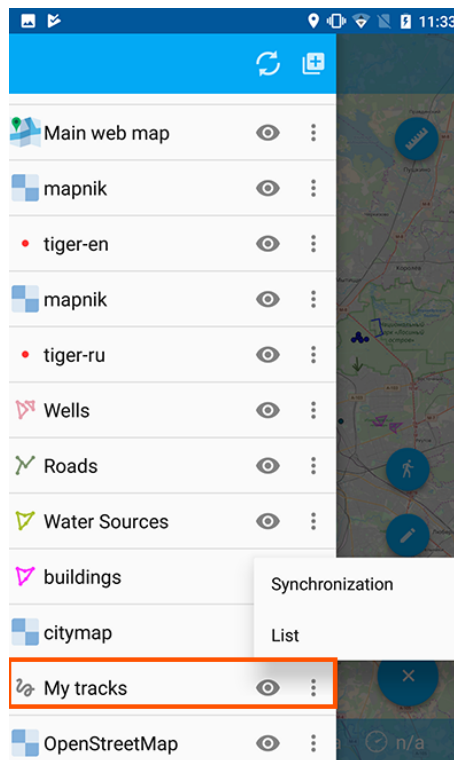 11:33
Main web map
mapnik
tiger-en
mapnik
tiger-ru
Wells
Roads
Water Sources
buildings
Synchronization
citymap
List
My tracks
OpenStreetMap
n/a